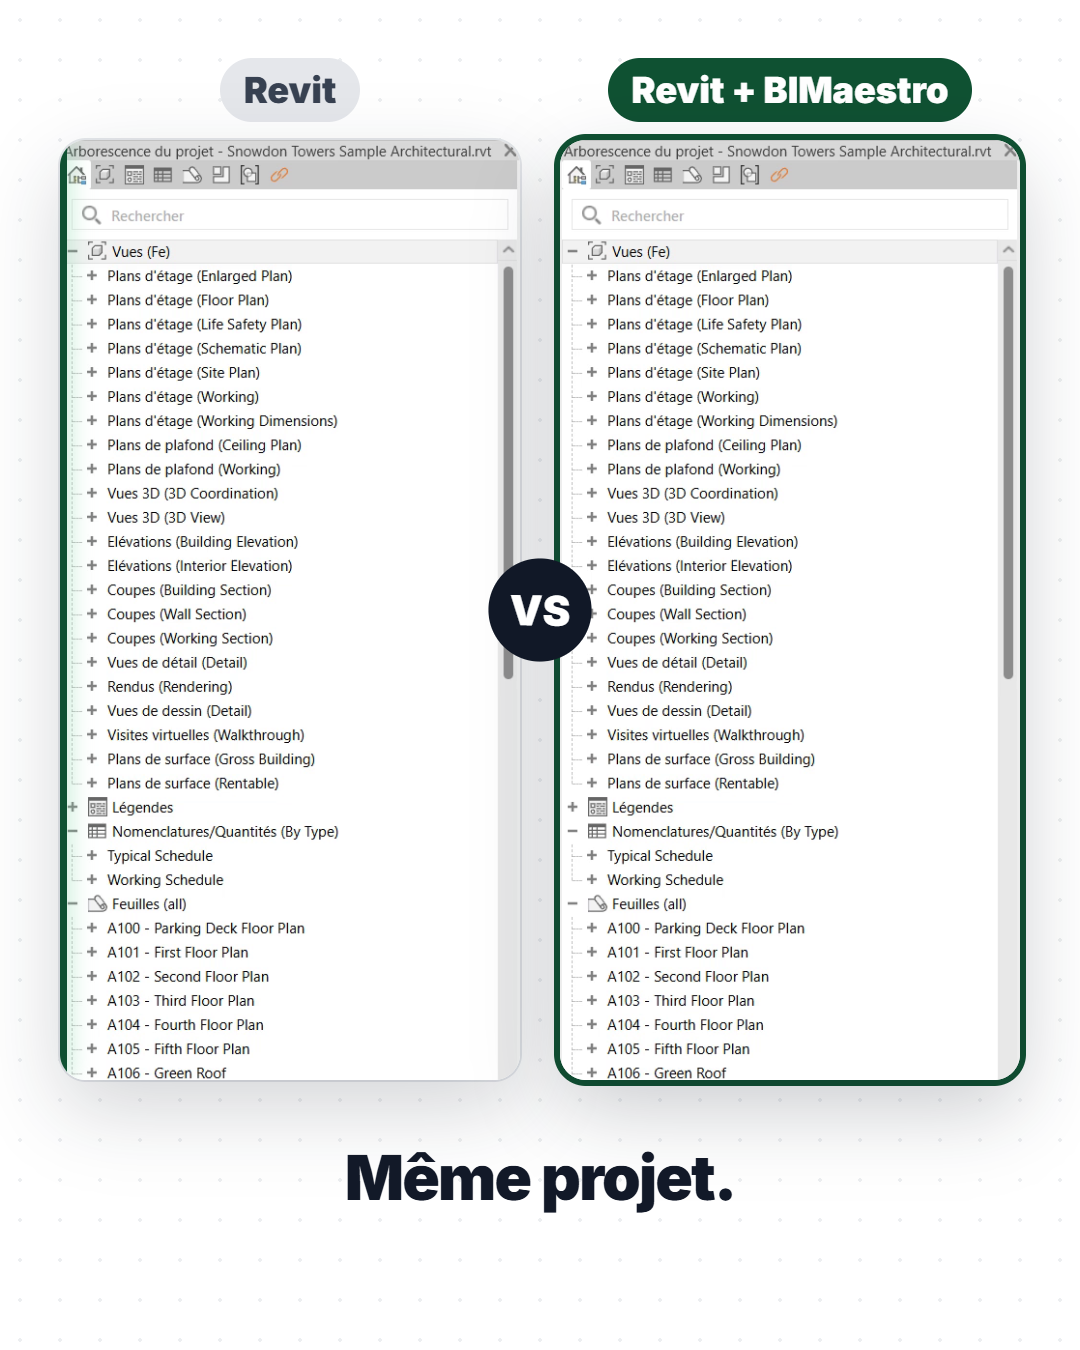 Revit
Revit + BIMaestro
Arborescence du projet - Snowdon Towers Sample Architectural.rvt
Rechercher
Vues (Fe)
Plans d'étage (Enlarged Plan)
Plans d'étage (Floor Plan)
Plans d'étage (Life Safety Plan)
Plans d'étage (Schematic Plan)
Plans d'étage (Site Plan)
Plans d'étage (Working)
Plans d'étage (Working Dimensions)
Plans de plafond (Ceiling Plan)
Plans de plafond (Working)
Vues 3D (3D Coordination)
Vues 3D (3D View)
Elévations (Building Elevation)
Elévations (Interior Elevation)
Coupes (Building Section)
Coupes (Wall Section)
Coupes (Working Section)
Vues de détail (Detail)
Rendus (Rendering)
Vues de dessin (Detail)
Visites virtuelles (Walkthrough)
Plans de surface (Gross Building)
Plans de surface (Rentable)
Légendes
Nomenclatures/Quantités (By Type)
Typical Schedule
Working Schedule
Feuilles (all)
A100 - Parking Deck Floor Plan
A101 - First Floor Plan
A102 - Second Floor Plan
A103 - Third Floor Plan
A104 - Fourth Floor Plan
A105 - Fifth Floor Plan
A106 - Green Roof
VS
Arborescence du projet - Snowdon Towers Sample Architectural.rvt
Rechercher
Vues (Fe)
Plans d'étage (Enlarged Plan)
Plans d'étage (Floor Plan)
Plans d'étage (Life Safety Plan)
Plans d'étage (Schematic Plan)
Plans d'étage (Site Plan)
Plans d'étage (Working)
Plans d'étage (Working Dimensions)
Plans de plafond (Ceiling Plan)
Plans de plafond (Working)
Vues 3D (3D Coordination)
Vues 3D (3D View)
Elévations (Building Elevation)
Elévations (Interior Elevation)
Coupes (Building Section)
Coupes (Wall Section)
Coupes (Working Section)
Vues de détail (Detail)
Rendus (Rendering)
Vues de dessin (Detail)
Visites virtuelles (Walkthrough)
Plans de surface (Gross Building)
Plans de surface (Rentable)
Légendes
Nomenclatures/Quantités (By Type)
Typical Schedule
Working Schedule
Feuilles (all)
A100 - Parking Deck Floor Plan
A101 - First Floor Plan
A102 - Second Floor Plan
A103 - Third Floor Plan
A104 - Fourth Floor Plan
A105 - Fifth Floor Plan
A106 - Green Roof
Même projet.